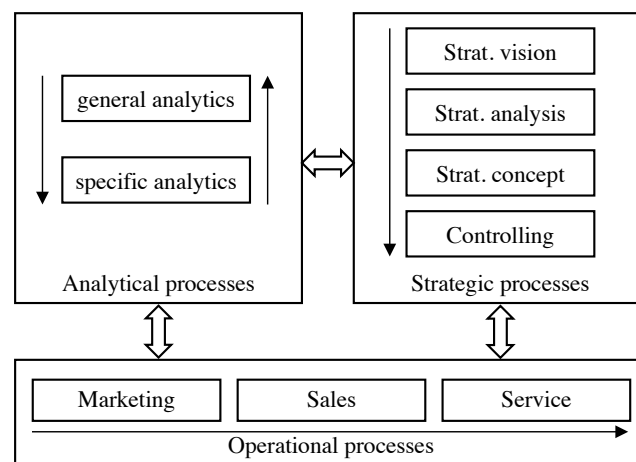 general analytics
specific analytics
Analytical processes
Strat. vision
Strat. analysis
Strat. concept
Controlling
Strategic processes
Marketing
Sales
Service
Operational processes